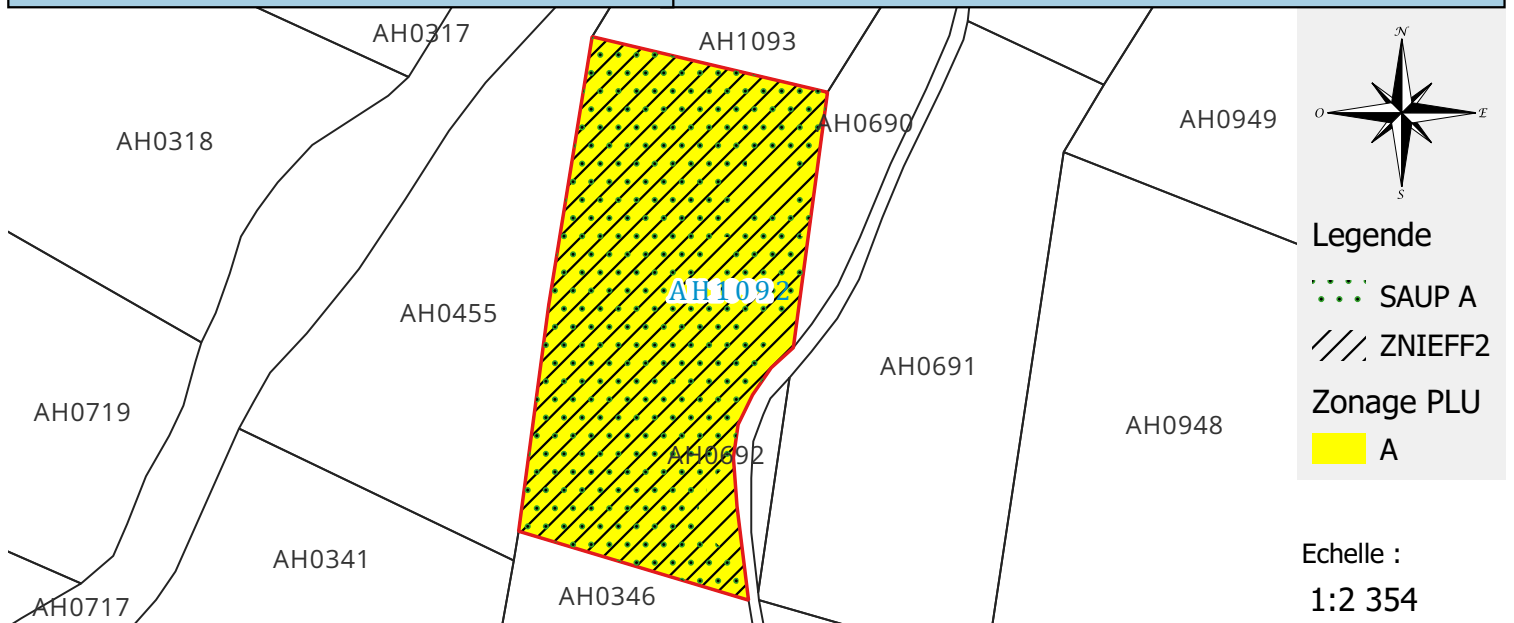 AH0317
AH1093
AH0318
AH0690
AH0949
AH1092
AH0455
AH0691
AH0719
AH0948
AH0692
AH0341
AH0346
AH0717
N
O
E
S
Legende
SAUP A
ZNIEFF2
Zonage PLU
A
Echelle :
1:2 354